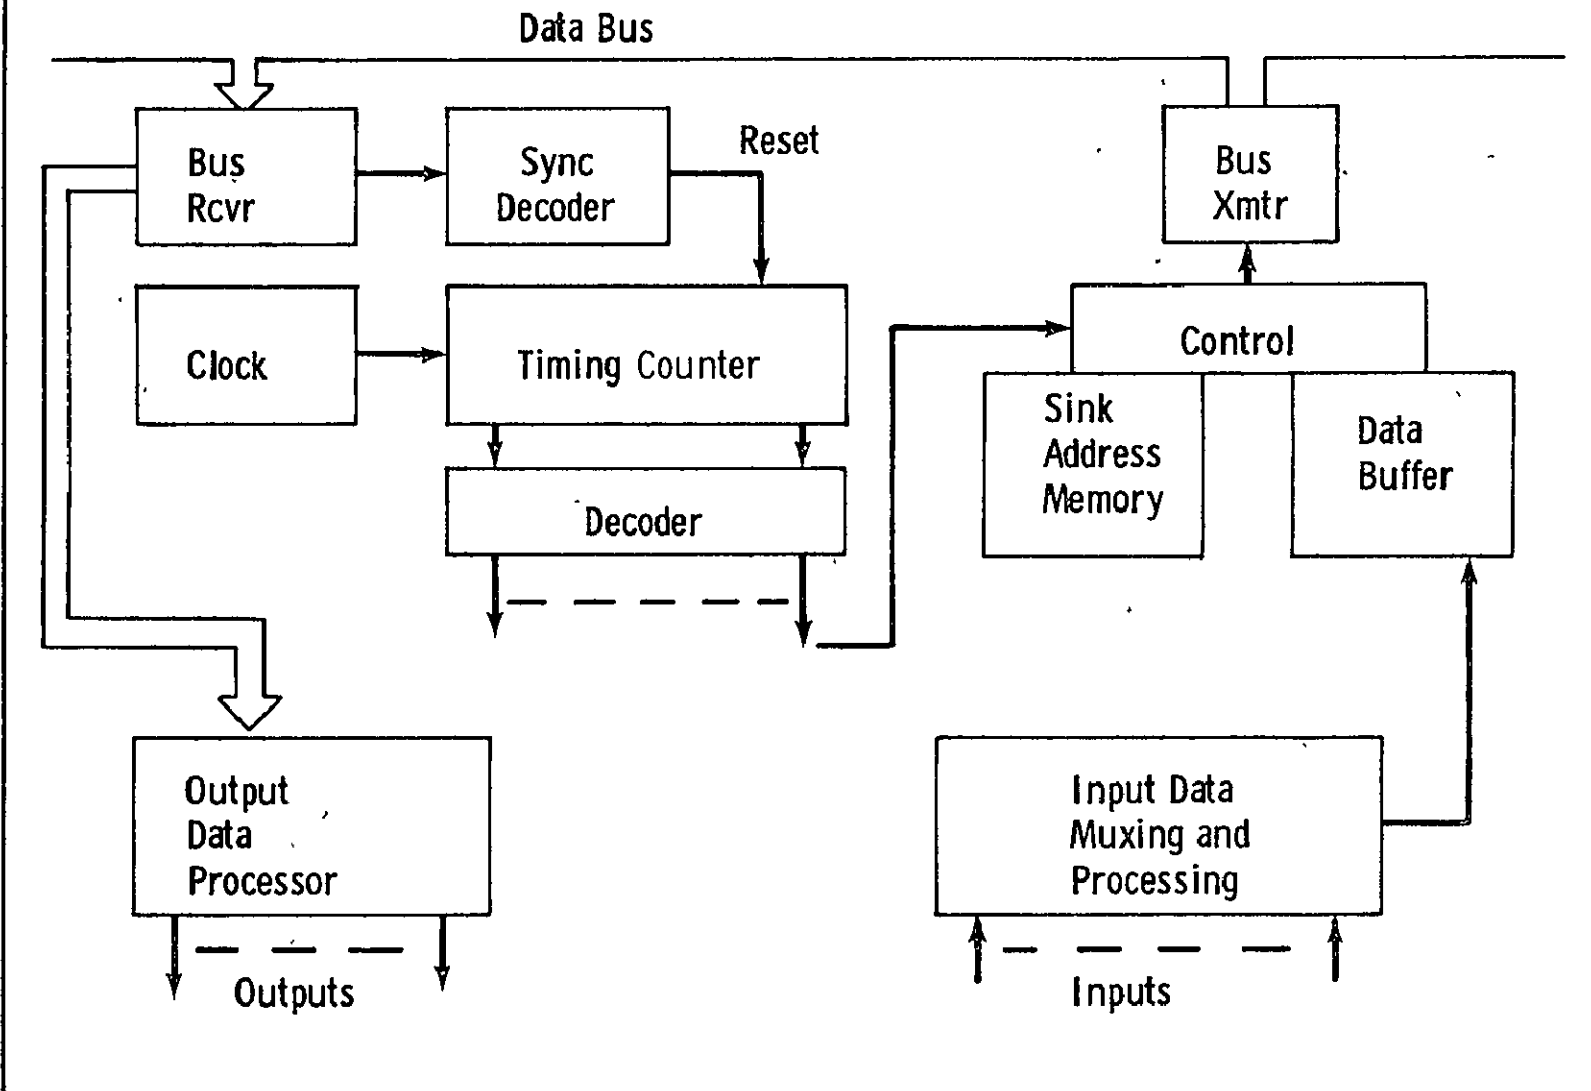 Data Bus
Bus
Rcvr
Sync
Decoder
Reset
Bus
Xmtr
Clock
Timing Counter
Control
Sink
Address
Memory
Data
Buffer
Decoder
Output
Data
Processor
Input Data
Muxing and
Processing
Outputs
Inputs